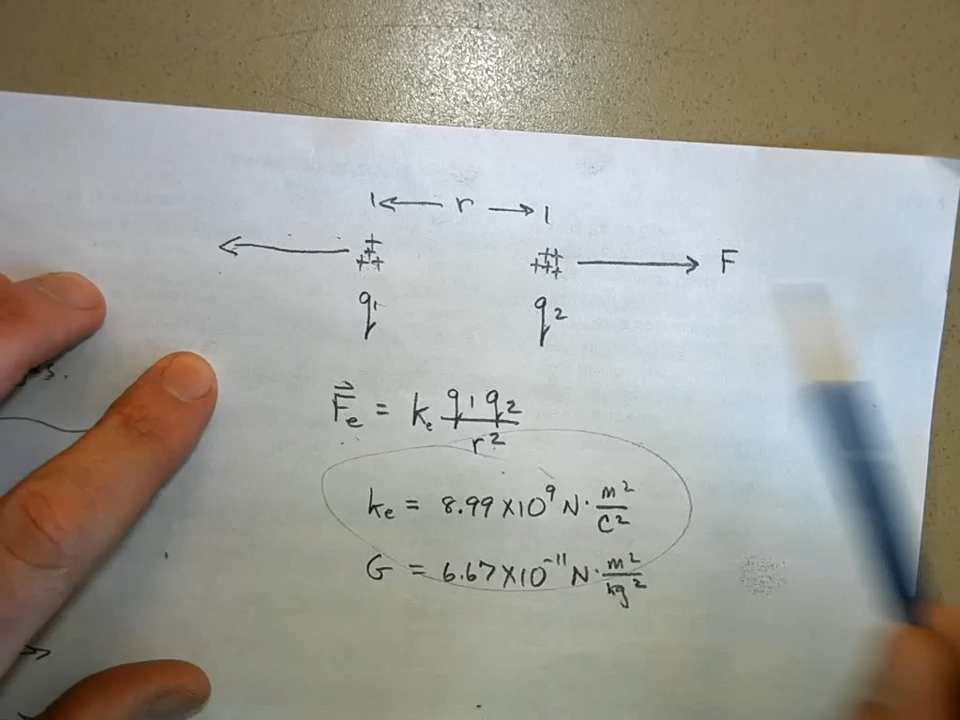 |← r →|
+ + + + + + + + F
q₁ q₂
F⃗ₑ = kₑ q₁q₂/r²
kₑ = 8.99 × 10⁹ N · m²/C²
G = 6.67 × 10⁻¹¹ N · m²/kg²